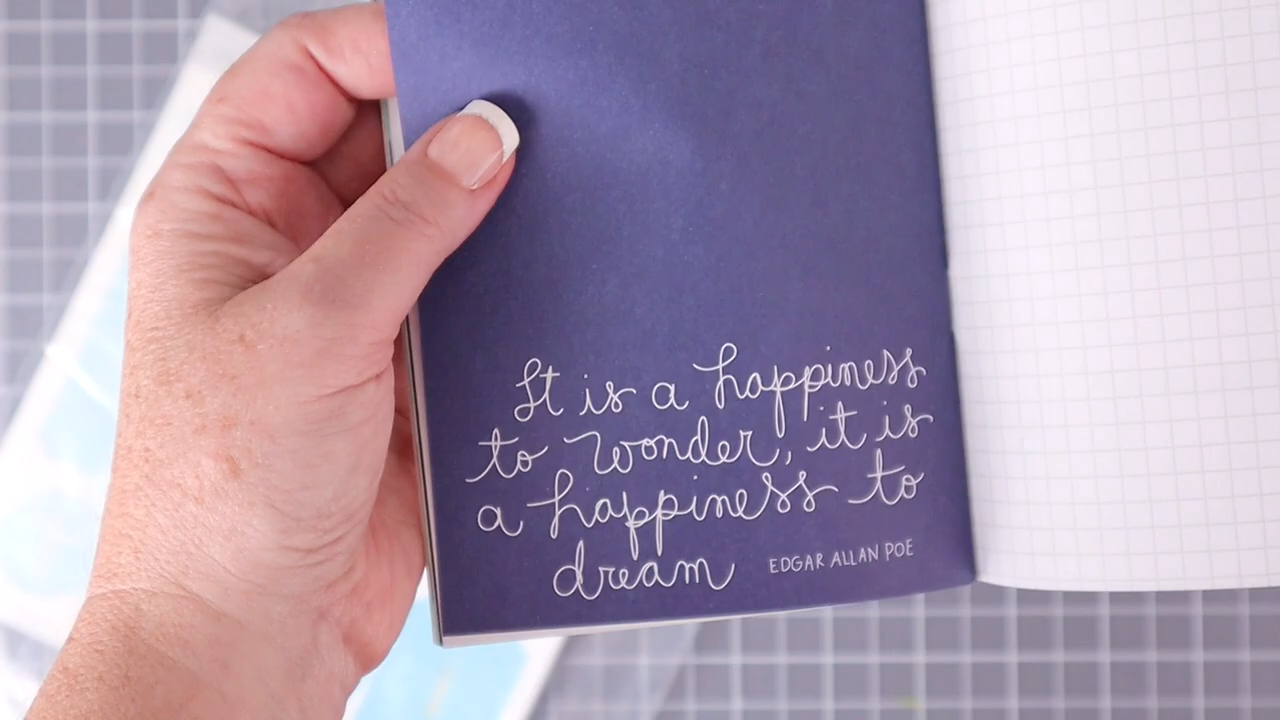 It is a happiness
to wonder, it is
a happiness to
dream EDGAR ALLAN POE